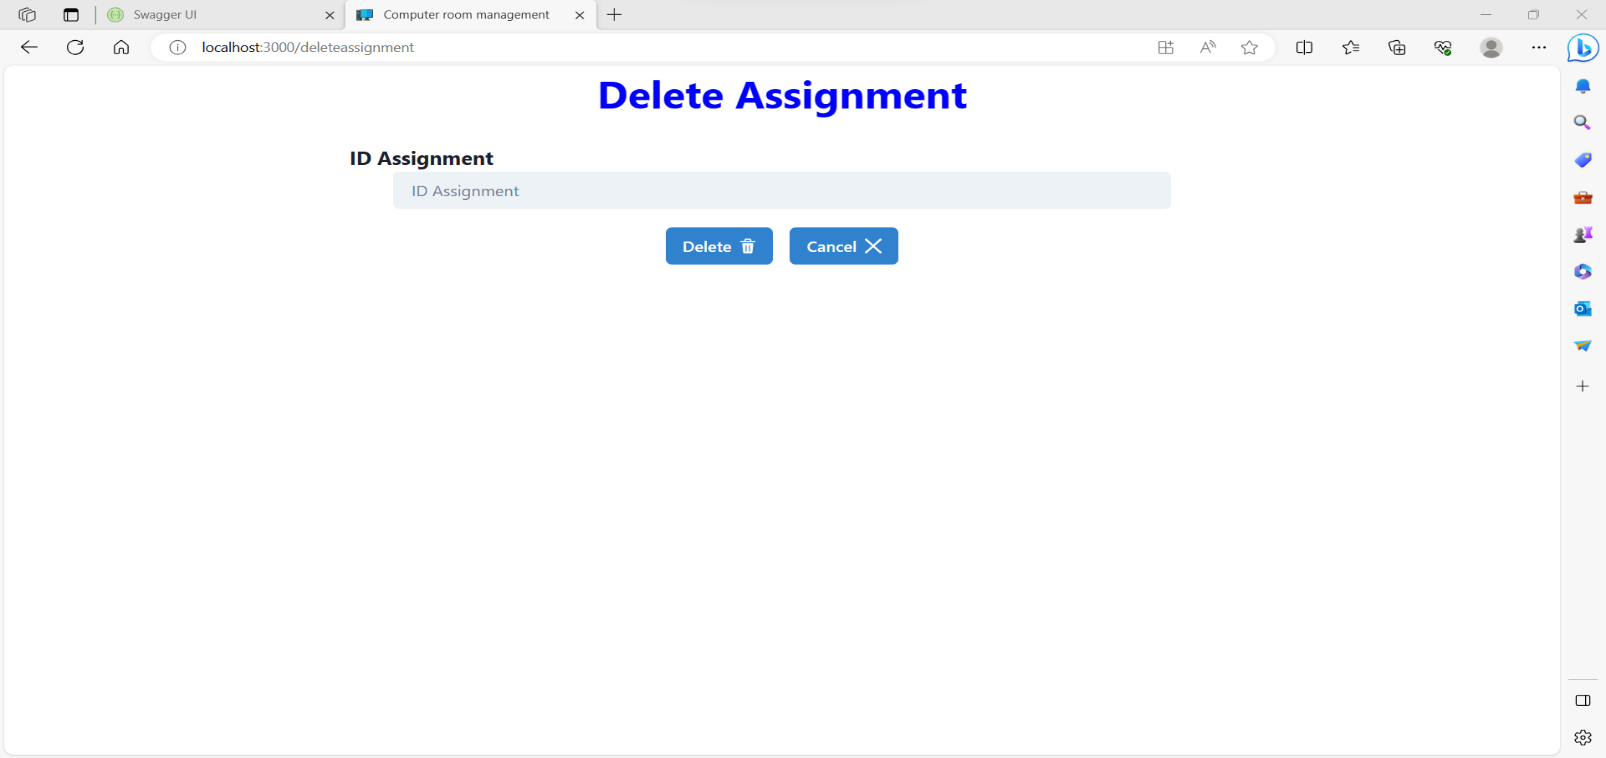 Swagger UI
Computer room management
localhost:3000/deleteassignment
Delete Assignment
ID Assignment
ID Assignment
Delete
Cancel